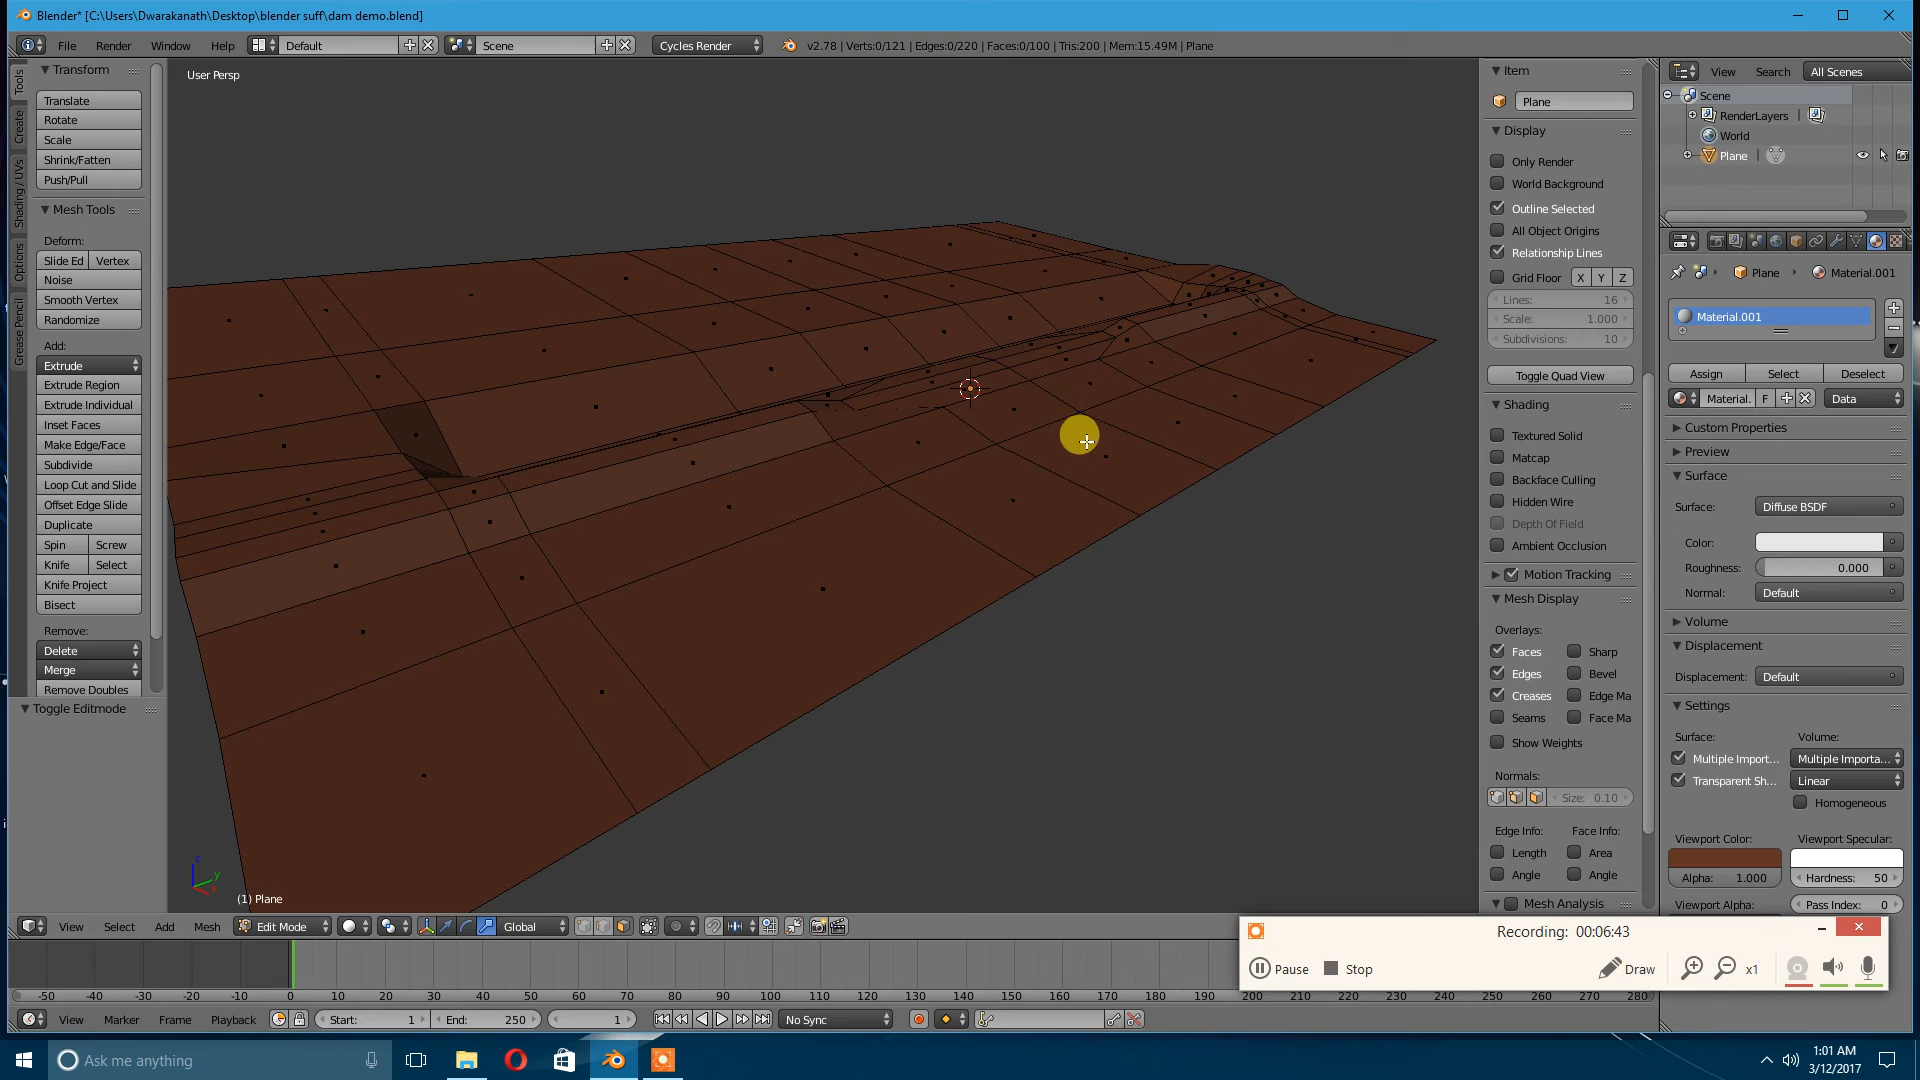 Blender* [C:\Users\Dwarakanath\Desktop\blender suff\dam demo.blend]
File Render Window Help Default Scene Cycles Render v2.78 | Verts:0/121 | Edges:0/220 | Faces:0/100 | Tris:200 | Mem:15.49M | Plane
Tools
Create
Shading / UVs
Options
Grease Pencil
Transform
Translate
Rotate
Scale
Shrink/Fatten
Push/Pull
Mesh Tools
Deform:
Slide Ed Vertex
Noise
Smooth Vertex
Randomize
Add:
Extrude
Extrude Region
Extrude Individual
Inset Faces
Make Edge/Face
Subdivide
Loop Cut and Slide
Offset Edge Slide
Duplicate
Spin Screw
Knife Select
Knife Project
Bisect
Remove:
Delete
Merge
Remove Doubles
Toggle Editmode
User Persp
z
y
x
(1) Plane
Item
Plane
Display
Only Render
World Background
Outline Selected
All Object Origins
Relationship Lines
Grid Floor X Y Z
Lines: 16
Scale: 1.000
Subdivisions: 10
Toggle Quad View
Shading
Textured Solid
Matcap
Backface Culling
Hidden Wire
Depth Of Field
Ambient Occlusion
Motion Tracking
Mesh Display
Overlays:
Faces Sharp
Edges Bevel
Creases Edge Ma
Seams Face Ma
Show Weights
Normals:
Size: 0.10
Edge Info: Face Info:
Length Area
Angle Angle
Mesh Analysis
View Search All Scenes
Scene
RenderLayers
World
Plane
Plane Material.001
Material.001
Assign Select Deselect
Material. F Data
Custom Properties
Preview
Surface
Surface: Diffuse BSDF
Color:
Roughness: 0.000
Normal: Default
Volume
Displacement
Displacement: Default
Settings
Surface: Volume:
Multiple Import... Multiple Importa...
Transparent Sh... Linear
Homogeneous
Viewport Color: Viewport Specular:
Alpha: 1.000 Hardness: 50
Viewport Alpha: Pass Index: 0
View Select Add Mesh Edit Mode Global
Recording: 00:06:43
Pause Stop Draw x1
-50 -40 -30 -20 -10 0 10 20 30 40 50 60 70 80 90 100 110 120 130 140 150 160 170 180 190 200 210 220 230 240 250 260 270 280
View Marker Frame Playback Start: 1 End: 250 1 No Sync
Ask me anything
1:01 AM
3/12/2017